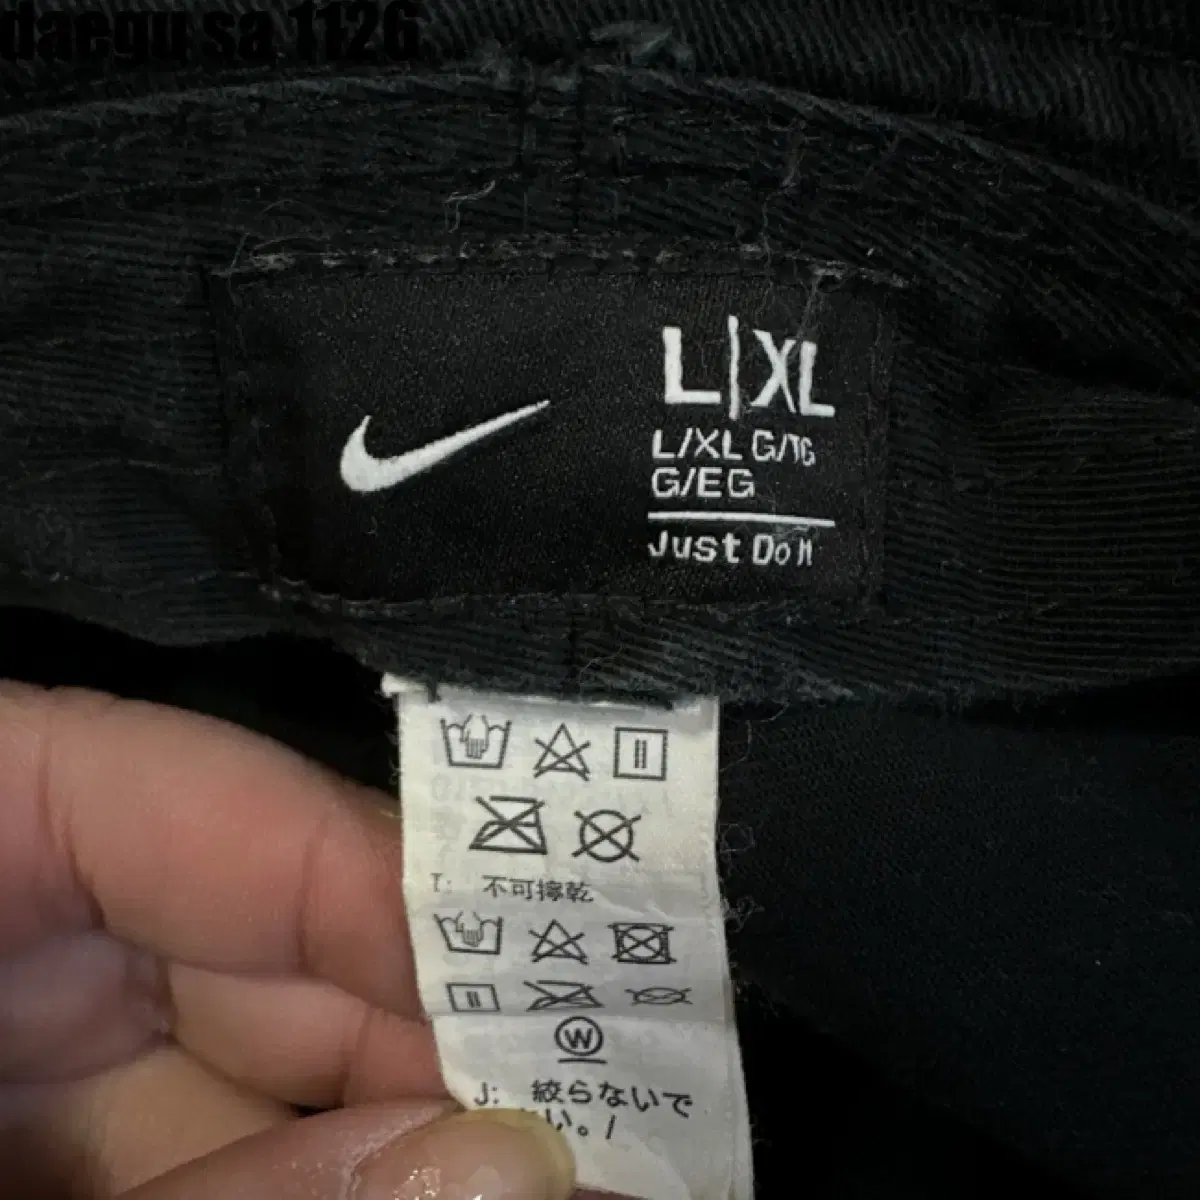 daegu sa 1126
L|XL
L/XL G/TG
G/EG
Just Do It
T: 不可擰乾
W
J: 絞らないで
い。/